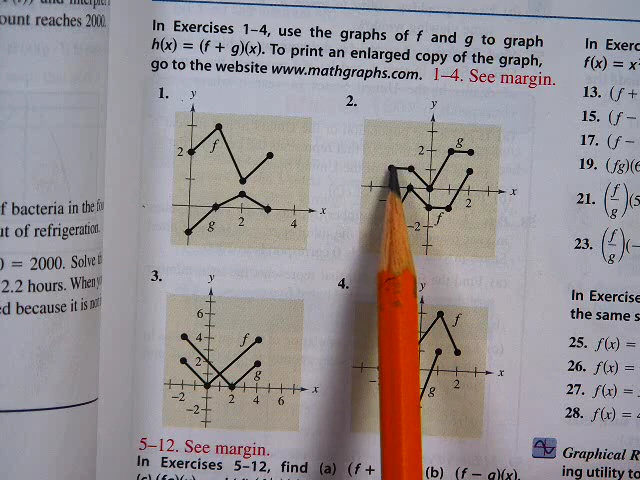 ount reaches 2000.
In Exercises 1–4, use the graphs of f and g to graph
h(x) = (f + g)(x). To print an enlarged copy of the graph,
go to the website www.mathgraphs.com. 1–4. See margin.
1.
y
2
f
g
2
4
x
2.
y
2
g
x
2
f
−2
f bacteria in the
ut of refrigeration.
) = 2000. Solve
2.2 hours. When
ed because it is not
3.
y
6
4
2
f
g
x
−2
2
4
6
−2
4.
y
f
x
2
g
5–12. See margin.
In Exercises 5–12, find (a) (f + (b) (f − g)(x),
In Exerc
f(x) = x
13. (f +
15. (f −
17. (f −
19. (fg)(6
21. (f/g)(5
23. (f/g)(−
In Exercise
the same s
25. f(x) =
26. f(x) =
27. f(x) =
28. f(x) =
Graphical R
ing utility to